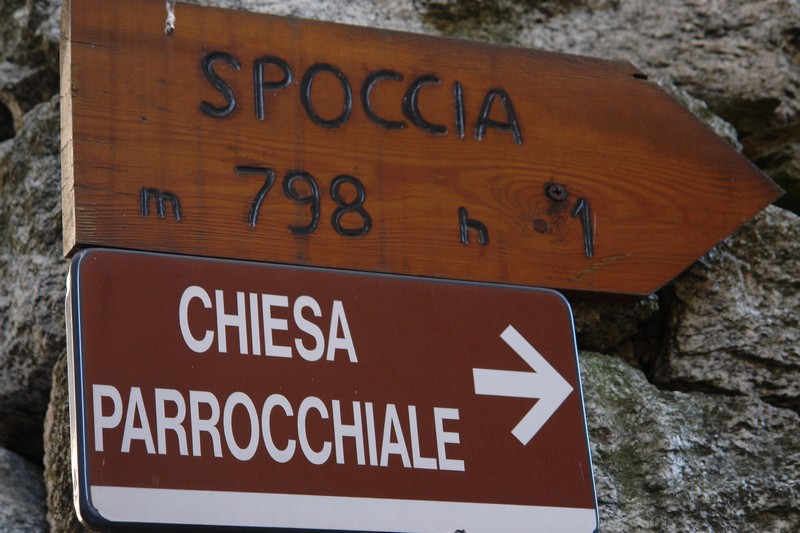 SPOCCIA
m 798 h 1
CHIESA
PARROCCHIALE